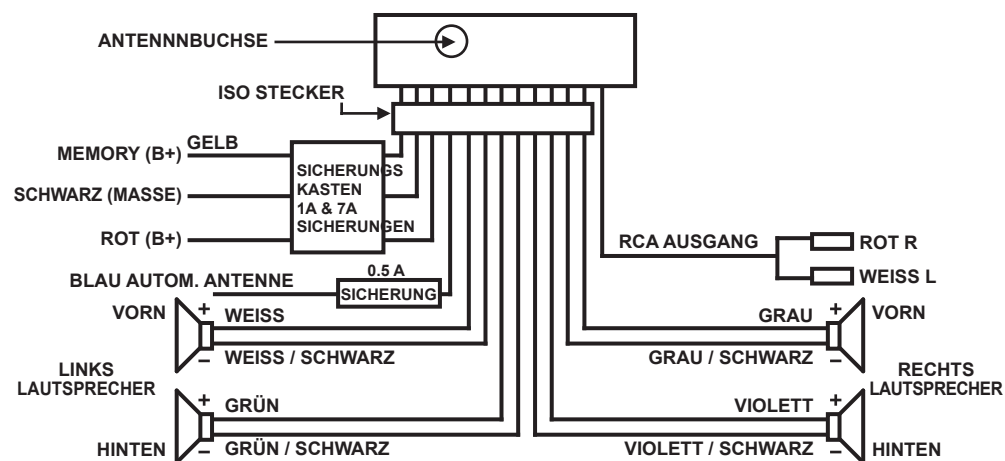 ANTENNNBUCHSE
ISO STECKER
MEMORY (B+)
GELB
SCHWARZ (MASSE)
ROT (B+)
SICHERUNGS
KASTEN
1A & 7A
SICHERUNGEN
BLAU AUTOM. ANTENNE
0.5 A
SICHERUNG
RCA AUSGANG
ROT R
WEISS L
VORN
+
WEISS
–
WEISS / SCHWARZ
LINKS
LAUTSPRECHER
+
GRÜN
HINTEN
–
GRÜN / SCHWARZ
GRAU
+
VORN
GRAU / SCHWARZ
–
RECHTS
LAUTSPRECHER
VIOLETT
+
VIOLETT / SCHWARZ
–
HINTEN